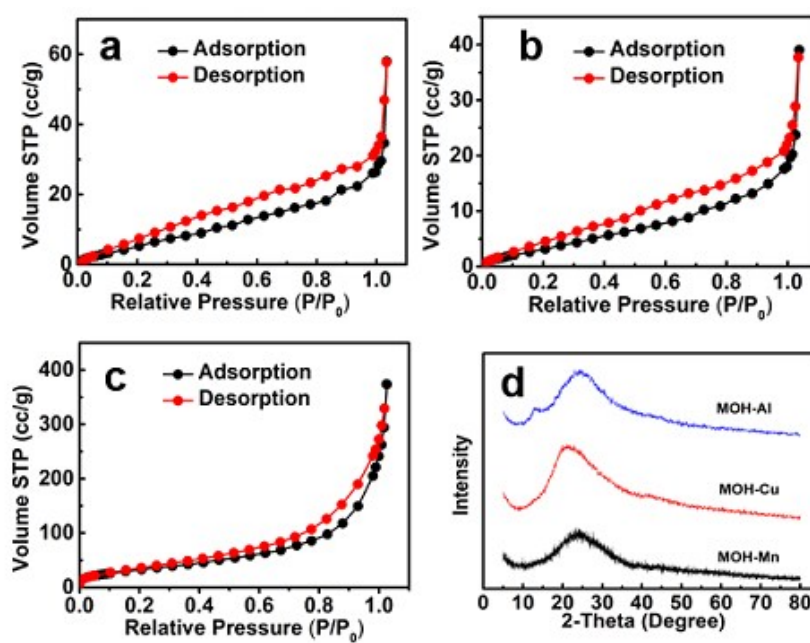 a
Adsorption
Desorption
Volume STP (cc/g)
60
40
20
0
0.0 0.2 0.4 0.6 0.8 1.0
Relative Pressure (P/P0)
b
Adsorption
Desorption
Volume STP (cc/g)
40
30
20
10
0
0.0 0.2 0.4 0.6 0.8 1.0
Relative Pressure (P/P0)
c
Adsorption
Desorption
Volume STP (cc/g)
400
300
200
100
0
0.0 0.2 0.4 0.6 0.8 1.0
Relative Pressure (P/P0)
d
MOH-Al
MOH-Cu
MOH-Mn
Intensity
0 10 20 30 40 50 60 70 80
2-Theta (Degree)